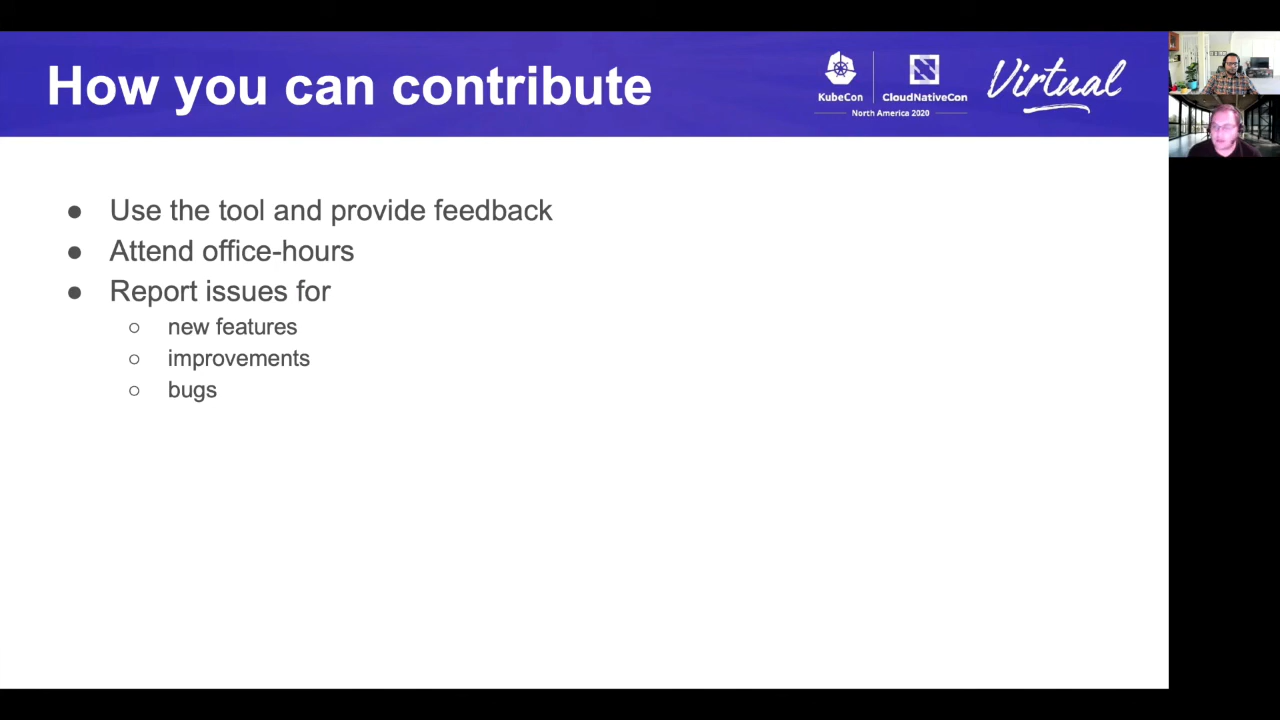 How you can contribute
KubeCon
CloudNativeCon
North America 2020
Virtual
● Use the tool and provide feedback
● Attend office-hours
● Report issues for
○ new features
○ improvements
○ bugs